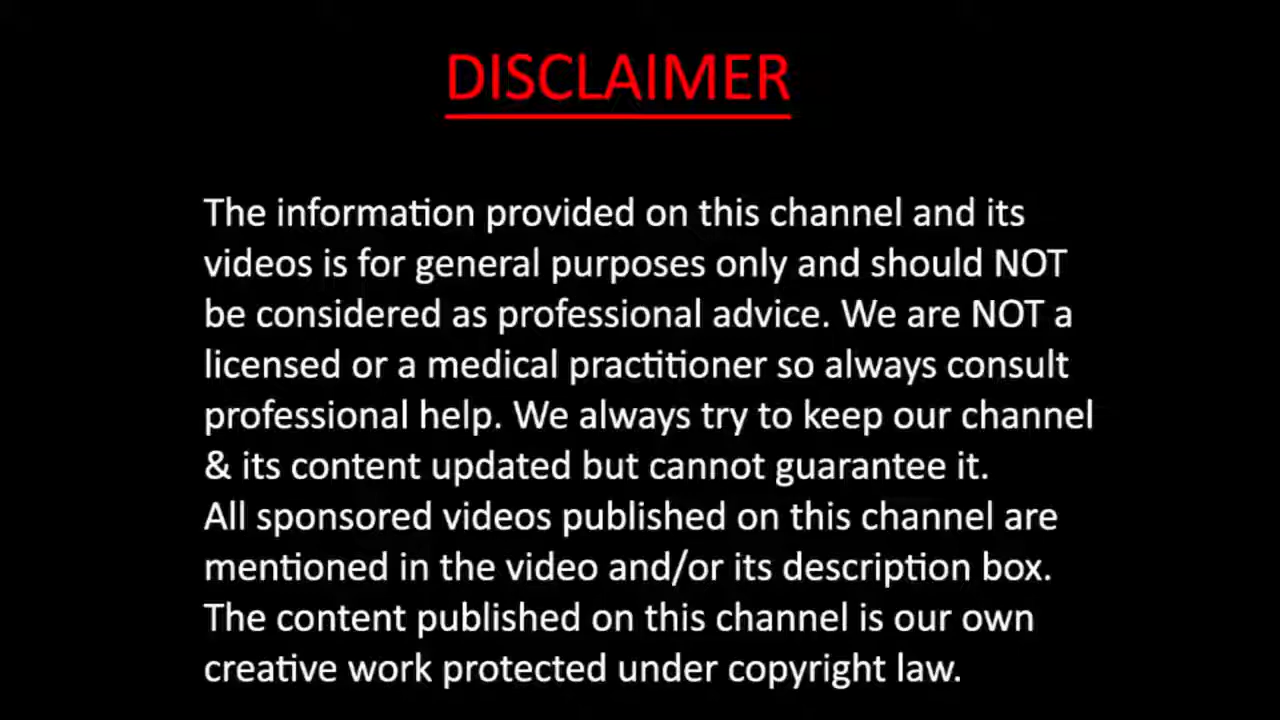 DISCLAIMER
The information provided on this channel and its
videos is for general purposes only and should NOT
be considered as professional advice. We are NOT a
licensed or a medical practitioner so always consult
professional help. We always try to keep our channel
& its content updated but cannot guarantee it.
All sponsored videos published on this channel are
mentioned in the video and/or its description box.
The content published on this channel is our own
creative work protected under copyright law.